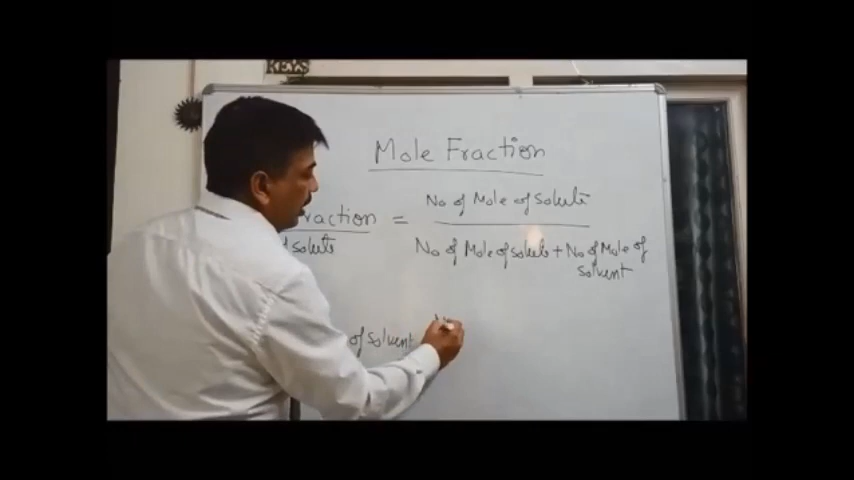 KEYS
Mole Fraction
No of Mole of Solute
raction =
of solute
No of Mole of solute + No of Mole of
solvent
of solvent